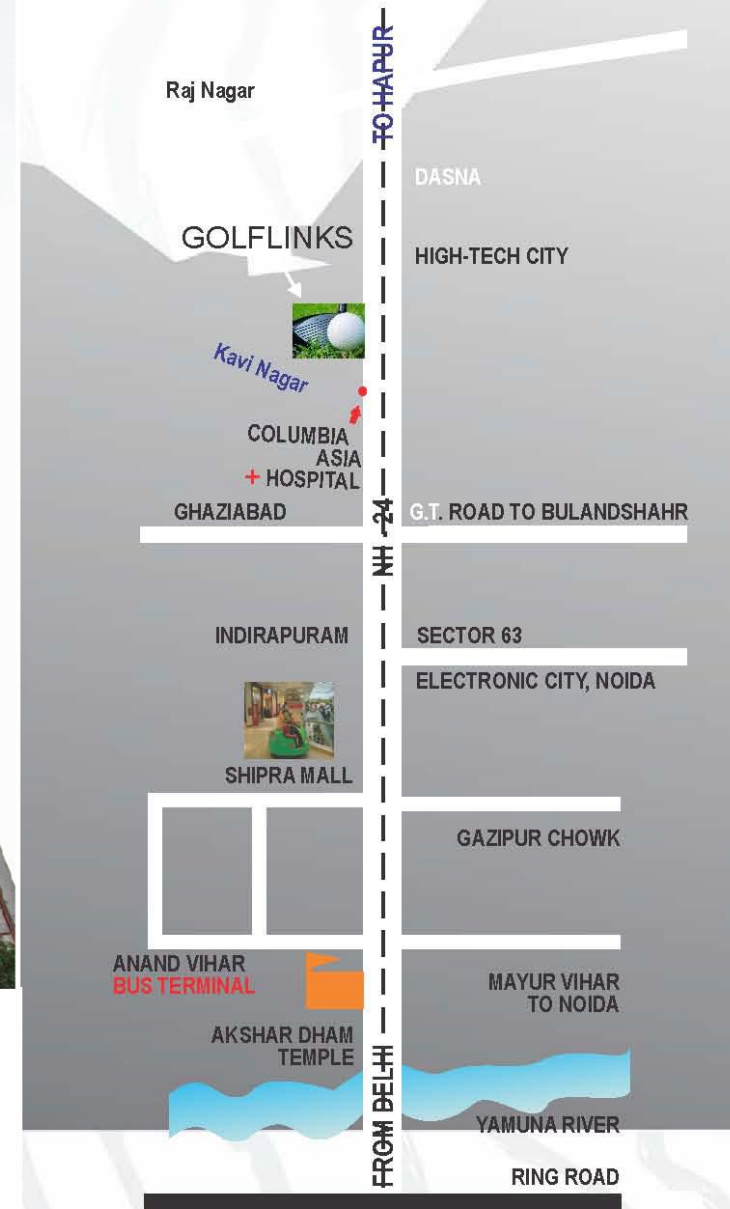 TO HAPUR
Raj Nagar
DASNA
GOLFLINKS
HIGH-TECH CITY
Kavi Nagar
COLUMBIA
ASIA
+ HOSPITAL
GHAZIABAD
G.T. ROAD TO BULANDSHAHR
NH - 24
INDIRAPURAM
SECTOR 63
ELECTRONIC CITY, NOIDA
SHIPRA MALL
GAZIPUR CHOWK
ANAND VIHAR
BUS TERMINAL
MAYUR VIHAR
TO NOIDA
AKSHAR DHAM
TEMPLE
FROM DELHI
YAMUNA RIVER
RING ROAD